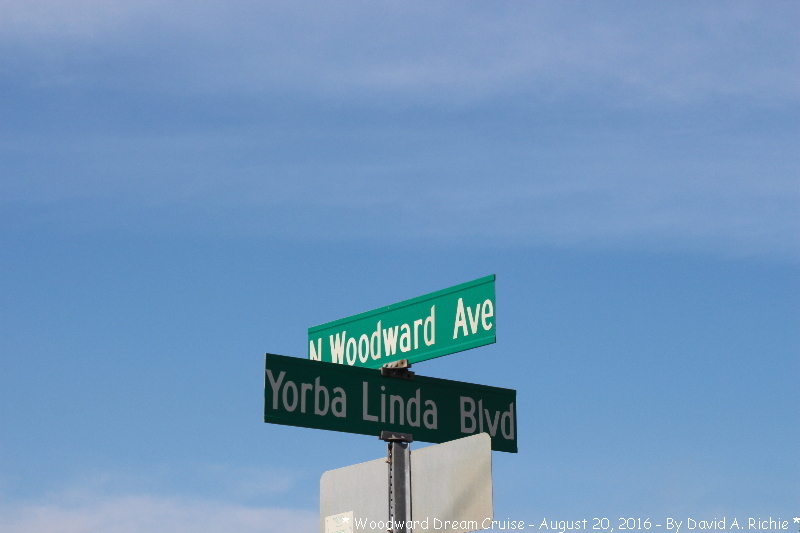 N Woodward Ave
Yorba Linda Blvd
* Woodward Dream Cruise - August 20, 2016 - By David A. Richie *